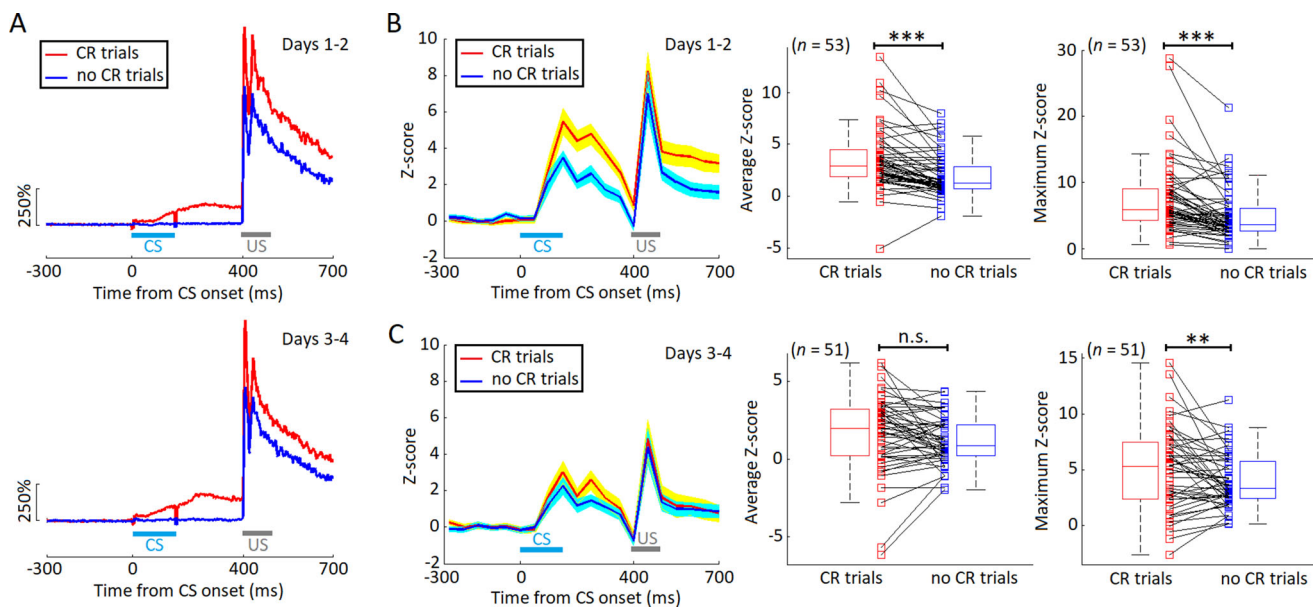 A
Days 1-2
CR trials
no CR trials
250%
CS
US
-300
0
400
700
Time from CS onset (ms)
Days 3-4
250%
CS
US
-300
0
400
700
Time from CS onset (ms)
B
Days 1-2
CR trials
no CR trials
10
8
6
4
2
0
-2
Z-score
CS
US
0
400
700
Time from CS onset (ms)
(n = 53)
***
10
5
0
-5
Average Z-score
CR trials
no CR trials
(n = 53)
***
30
20
10
0
Maximum Z-score
CR trials
no CR trials
C
Days 3-4
CR trials
no CR trials
10
8
6
4
2
0
-2
Z-score
CS
US
0
400
700
Time from CS onset (ms)
(n = 51)
n.s.
5
0
-5
Average Z-score
CR trials
no CR trials
(n = 51)
**
15
10
5
0
Maximum Z-score
CR trials
no CR trials